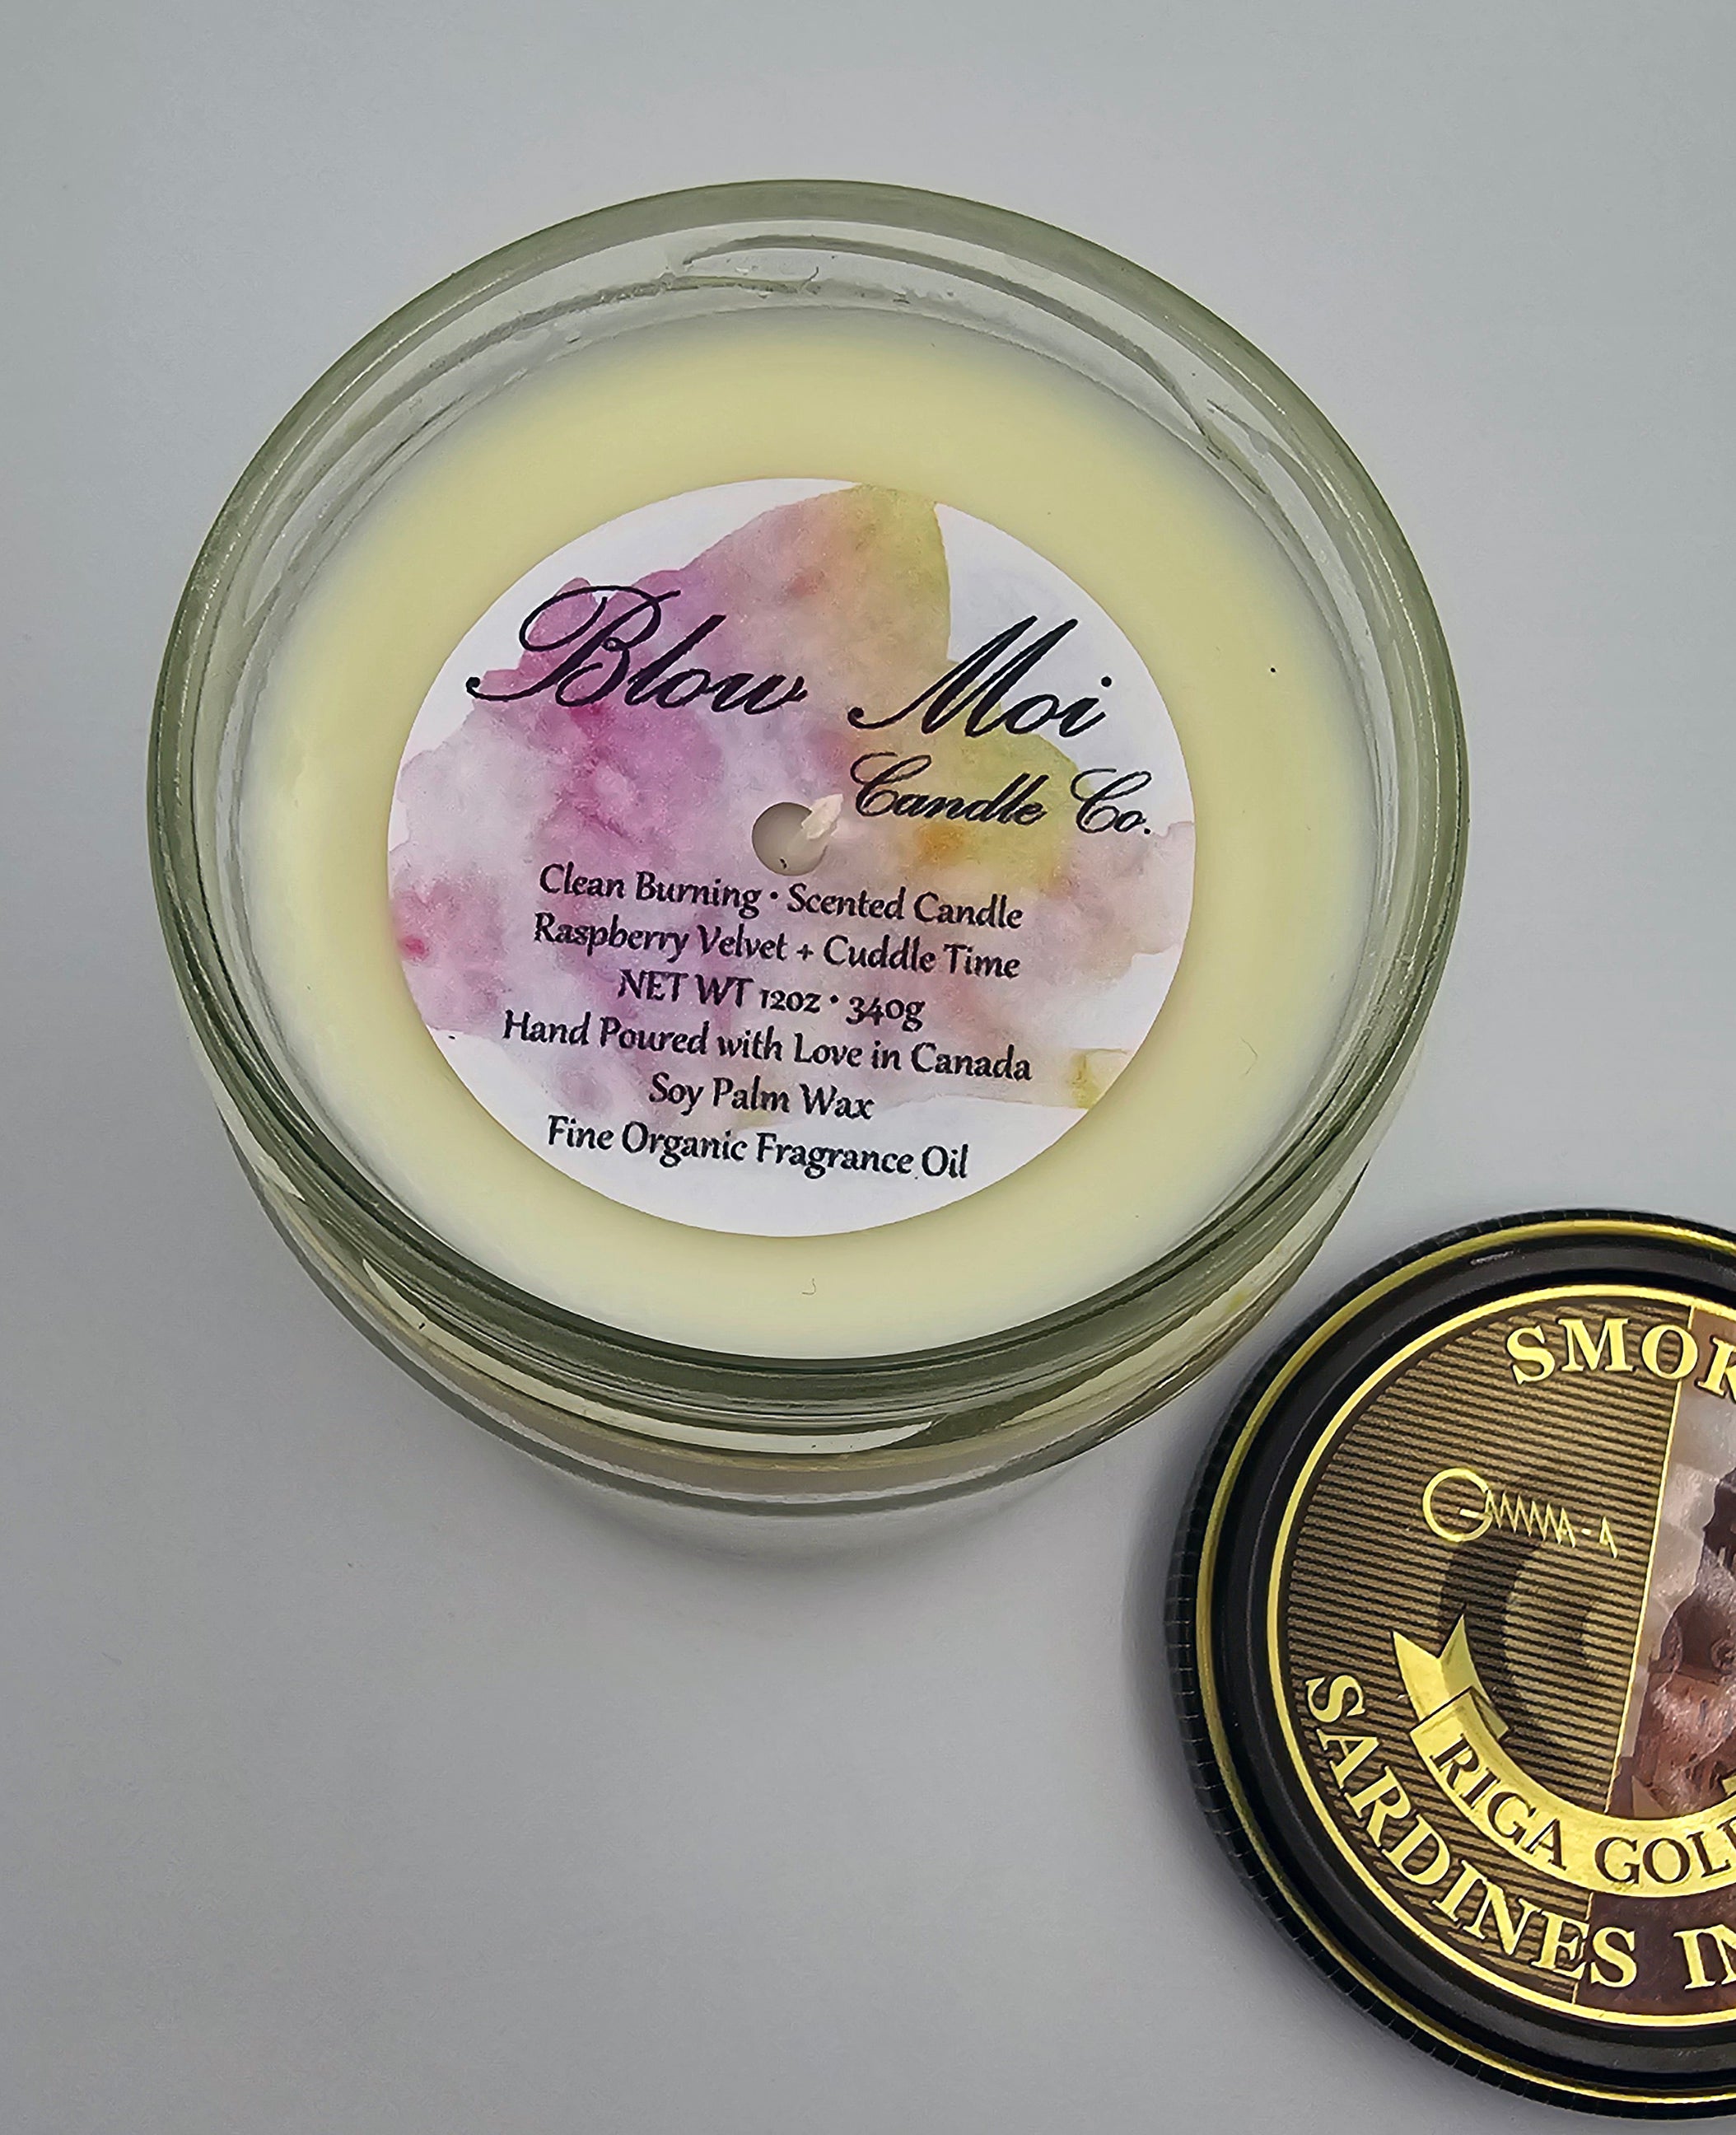 Blow Moi
Candle Co.
Clean Burning • Scented Candle
Raspberry Velvet + Cuddle Time
NET WT 12oz • 340g
Hand Poured with Love in Canada
Soy Palm Wax
Fine Organic Fragrance Oil
SMOK
GAMMA-A
RIGA GOL
SARDINES IN